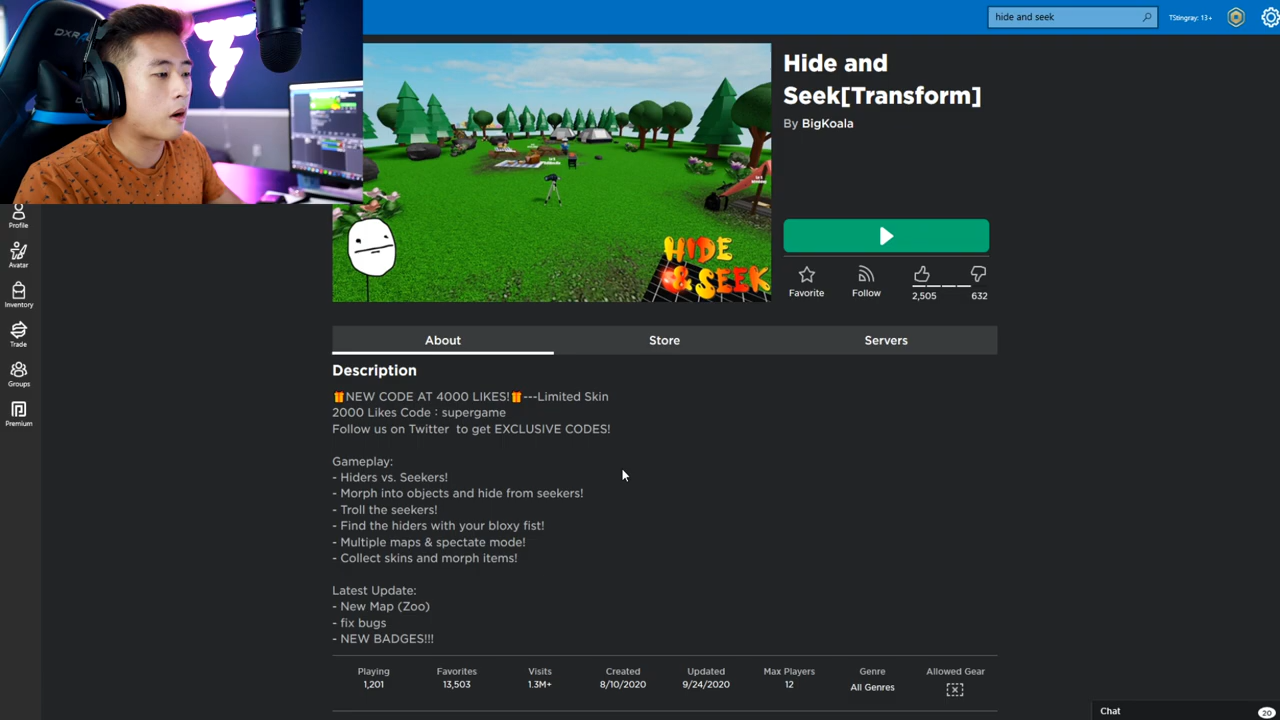 hide and seek
TStingray: 13+
DXR
Hide and
Seek[Transform]
By BigKoala
HIDE
& SEEK
Favorite
Follow
2,505
632
Profile
Avatar
Inventory
Trade
Groups
Premium
About
Store
Servers
Description
🎁NEW CODE AT 4000 LIKES!🎁---Limited Skin
2000 Likes Code : supergame
Follow us on Twitter to get EXCLUSIVE CODES!
Gameplay:
- Hiders vs. Seekers!
- Morph into objects and hide from seekers!
- Troll the seekers!
- Find the hiders with your bloxy fist!
- Multiple maps & spectate mode!
- Collect skins and morph items!
Latest Update:
- New Map (Zoo)
- fix bugs
- NEW BADGES!!!
Playing
1,201
Favorites
13,503
Visits
1.3M+
Created
8/10/2020
Updated
9/24/2020
Max Players
12
Genre
All Genres
Allowed Gear
Chat
20